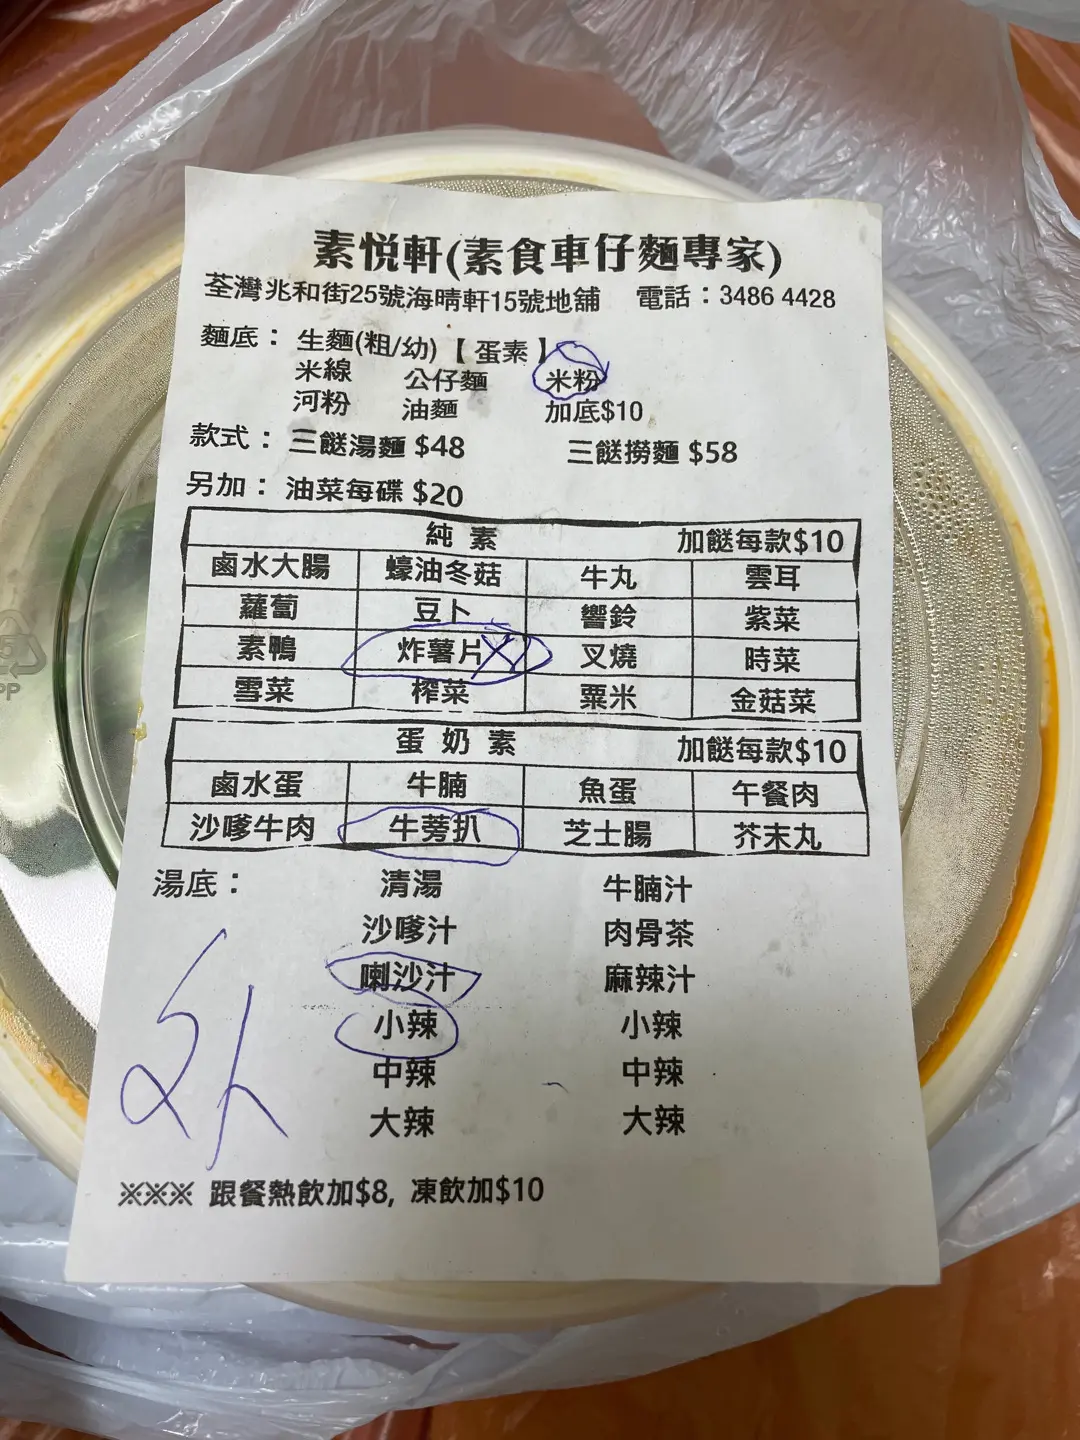 素悦軒(素食車仔麵專家)
荃灣兆和街25號海晴軒15號地舖 電話：3486 4428
麵底： 生麵(粗/幼)【 蛋素 】
米線 公仔麵 米粉
河粉 油麵 加底$10
款式： 三餸湯麵 $48 三餸撈麵 $58
另加： 油菜每碟 $20
純 素 加餸每款$10
鹵水大腸 蠔油冬菇 牛丸 雲耳
蘿蔔 豆卜 響鈴 紫菜
素鴨 炸薯片 X 叉燒 時菜
雪菜 榨菜 粟米 金菇菜
蛋 奶 素 加餸每款$10
鹵水蛋 牛腩 魚蛋 午餐肉
沙嗲牛肉 牛蒡扒 芝士腸 芥末丸
湯底： 清湯 牛腩汁
沙嗲汁 肉骨茶
喇沙汁 麻辣汁
小辣 小辣
中辣 中辣
大辣 大辣
外
※※※ 跟餐熱飲加$8, 凍飲加$10